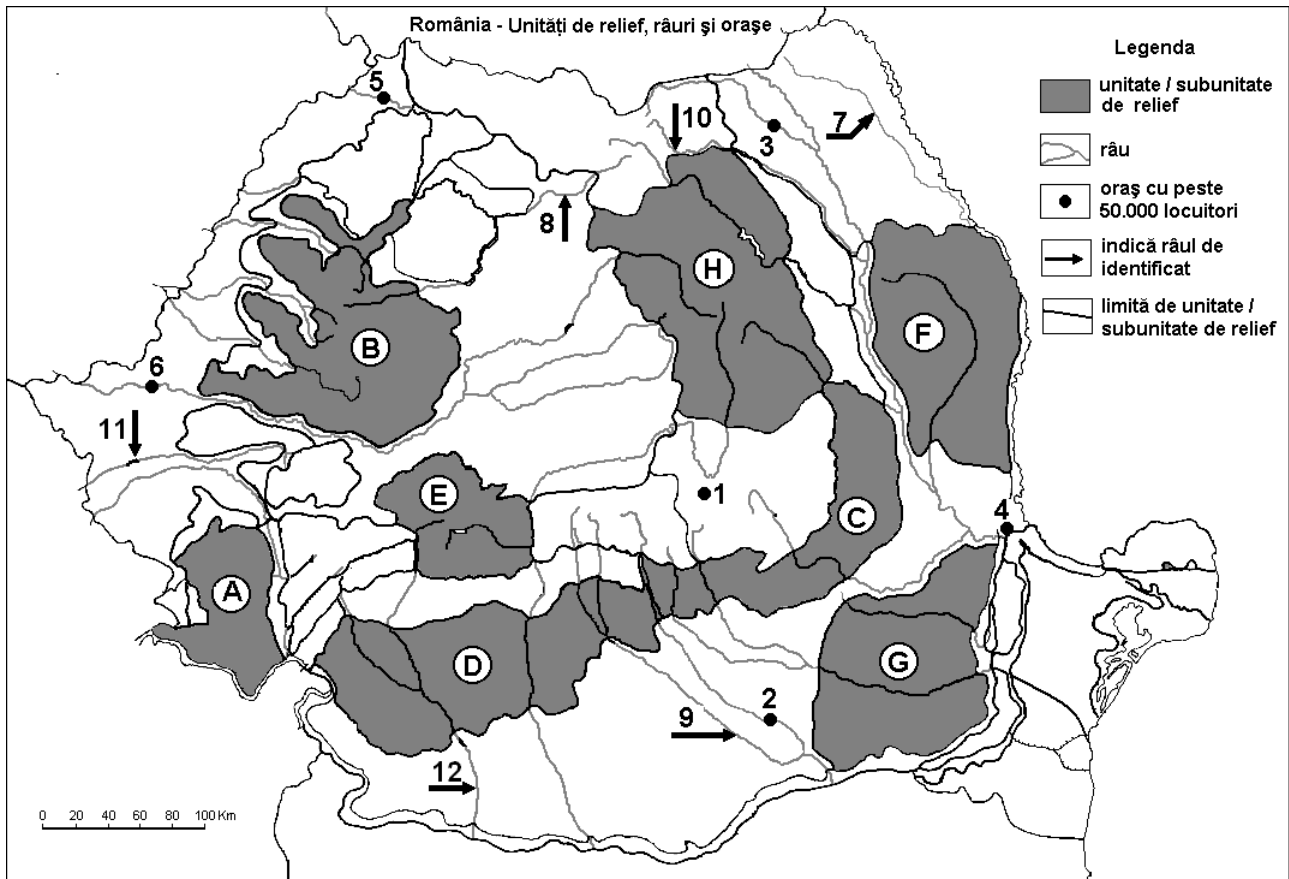 România - Unități de relief, râuri și orașe
Legenda
unitate / subunitate
de relief
râu
oraș cu peste
50.000 locuitori
indică râul de
identificat
limită de unitate /
subunitate de relief
5
10
3
7
8
H
B
F
6
11
E
1
C
4
A
D
G
2
9
12
0 20 40 60 80 100 Km